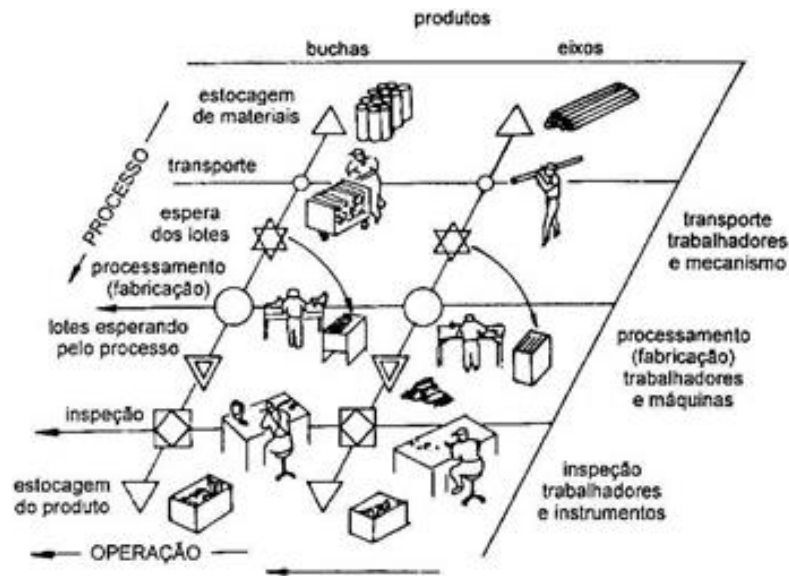 produtos
buchas
eixos
estocagem
de materiais
transporte
PROCESSO
espera
dos lotes
transporte
trabalhadores
e mecanismo
processamento
(fabricação)
lotes esperando
pelo processo
processamento
(fabricação)
trabalhadores
e máquinas
inspeção
estocagem
do produto
inspeção
trabalhadores
e instrumentos
OPERAÇÃO